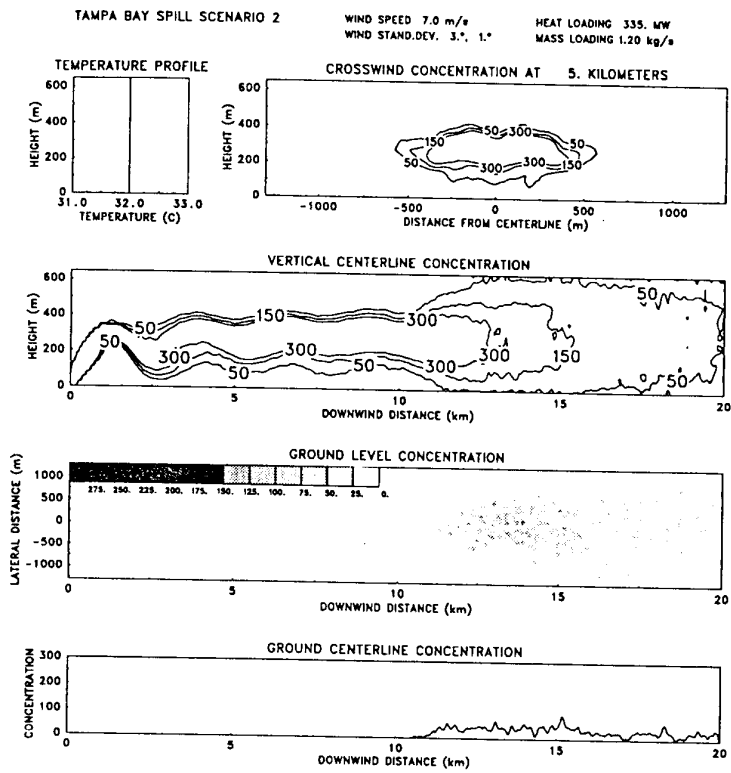 TAMPA BAY SPILL SCENARIO 2
WIND SPEED 7.0 m/s
WIND STAND.DEV. 3.°, 1.°
HEAT LOADING 335. MW
MASS LOADING 1.20 kg/s
TEMPERATURE PROFILE
HEIGHT (m)
600
400
200
0
31.0 32.0 33.0
TEMPERATURE (C)
CROSSWIND CONCENTRATION AT 5. KILOMETERS
HEIGHT (m)
600
400
200
0
150 50 300 50
50 300 300 150
-1000 -500 0 500 1000
DISTANCE FROM CENTERLINE (m)
VERTICAL CENTERLINE CONCENTRATION
HEIGHT (m)
600
400
200
0
50 150 300 50
50 300 300 300 150
50 50 300 50
0 5 10 15 20
DOWNWIND DISTANCE (km)
GROUND LEVEL CONCENTRATION
LATERAL DISTANCE (m)
1000
500
0
-500
-1000
275. 250. 225. 200. 175. 150. 125. 100. 75. 50. 25. 0.
0 5 10 15 20
DOWNWIND DISTANCE (km)
GROUND CENTERLINE CONCENTRATION
CONCENTRATION
300
200
100
0
0 5 10 15 20
DOWNWIND DISTANCE (km)